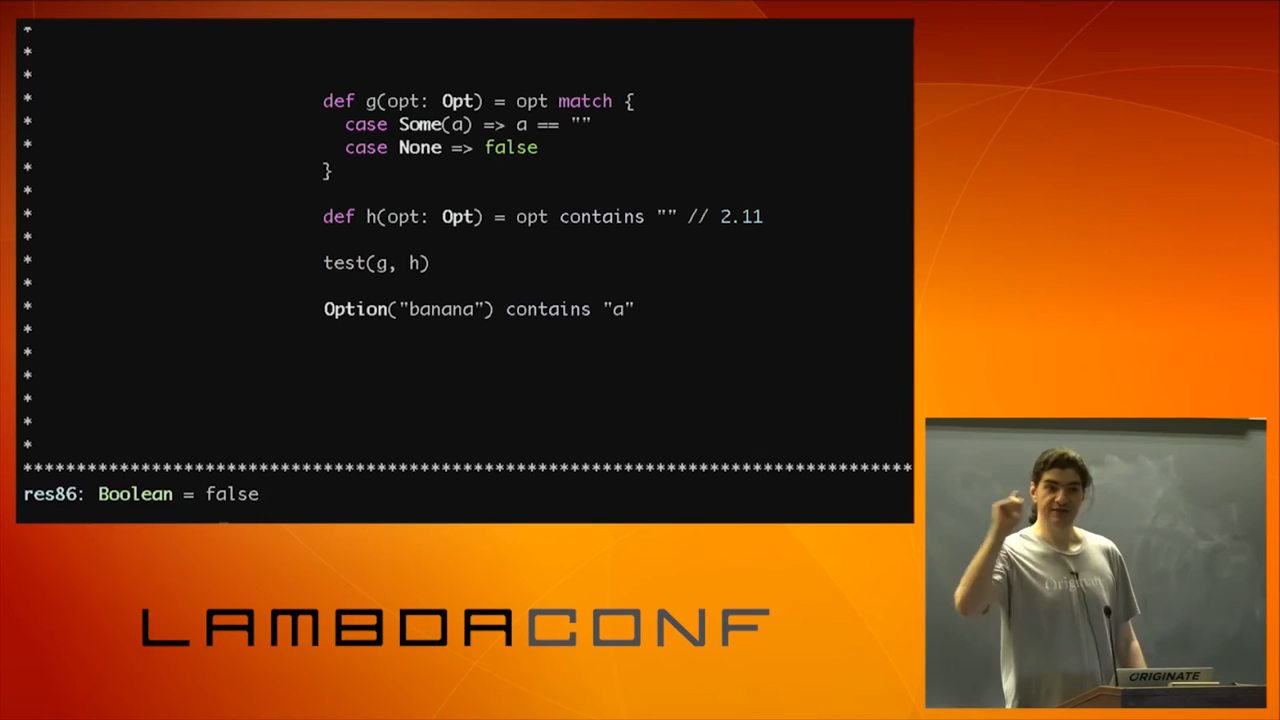 *
*
*
*
def g(opt: Opt) = opt match {
*
case Some(a) => a == ""
*
case None => false
*
}
*
*
def h(opt: Opt) = opt contains "" // 2.11
*
*
test(g, h)
*
*
Option("banana") contains "a"
*
*
*
*
*
*
***********************************************************************************
res86: Boolean = false
LAMBDACONF
Originate
ORIGINATE